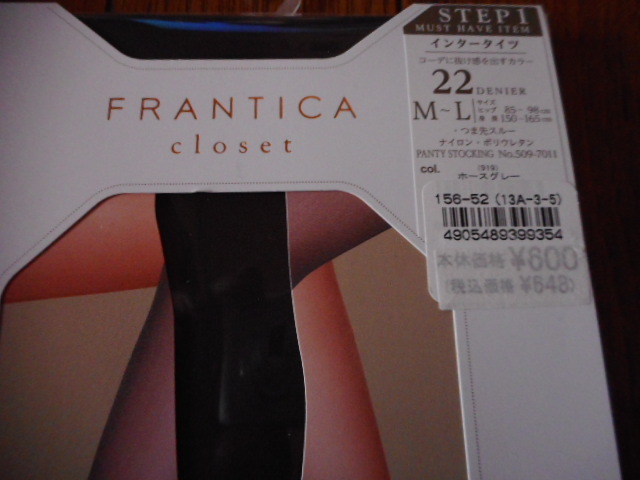 FRANTICA
closet
STEP1
MUST HAVE ITEM
インタータイツ
コーデに抜け感を出すカラー
22 DENIER
M~L サイズ
ヒップ 85~98cm
身長 150~165cm
・つま先スルー
ナイロン・ポリウレタン
PANTY STOCKING No.509-7011
col. (919)
ホースグレー
156-52 (13A-3-5)
4905489399354
本体価格 ¥600
(税込価格 ¥648)